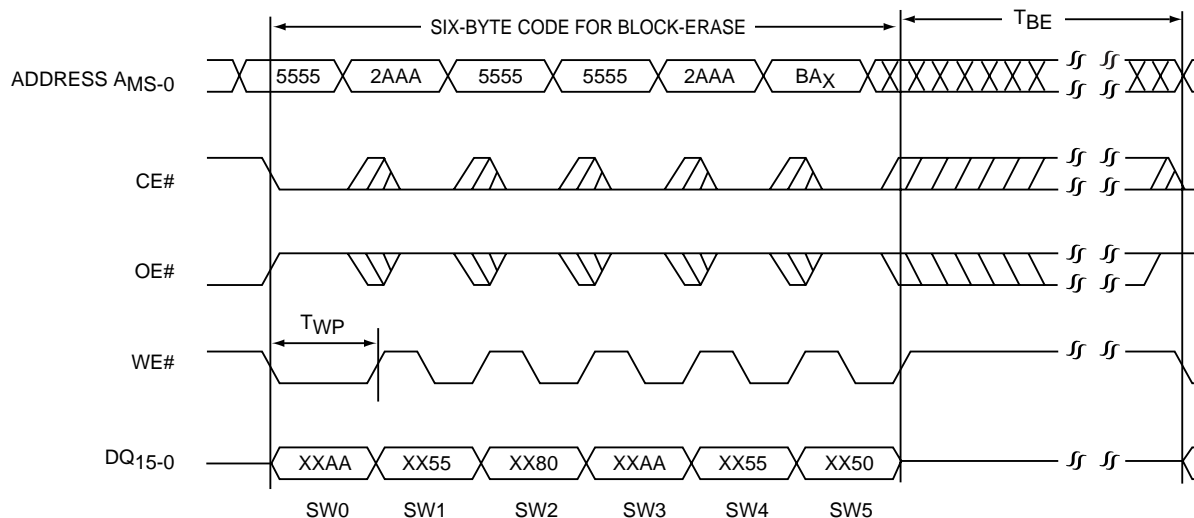 SIX-BYTE CODE FOR BLOCK-ERASE TBE
ADDRESS AMS-0 5555 2AAA 5555 5555 2AAA BAX
CE#
OE#
TWP
WE#
DQ15-0 XXAA XX55 XX80 XXAA XX55 XX50
SW0 SW1 SW2 SW3 SW4 SW5